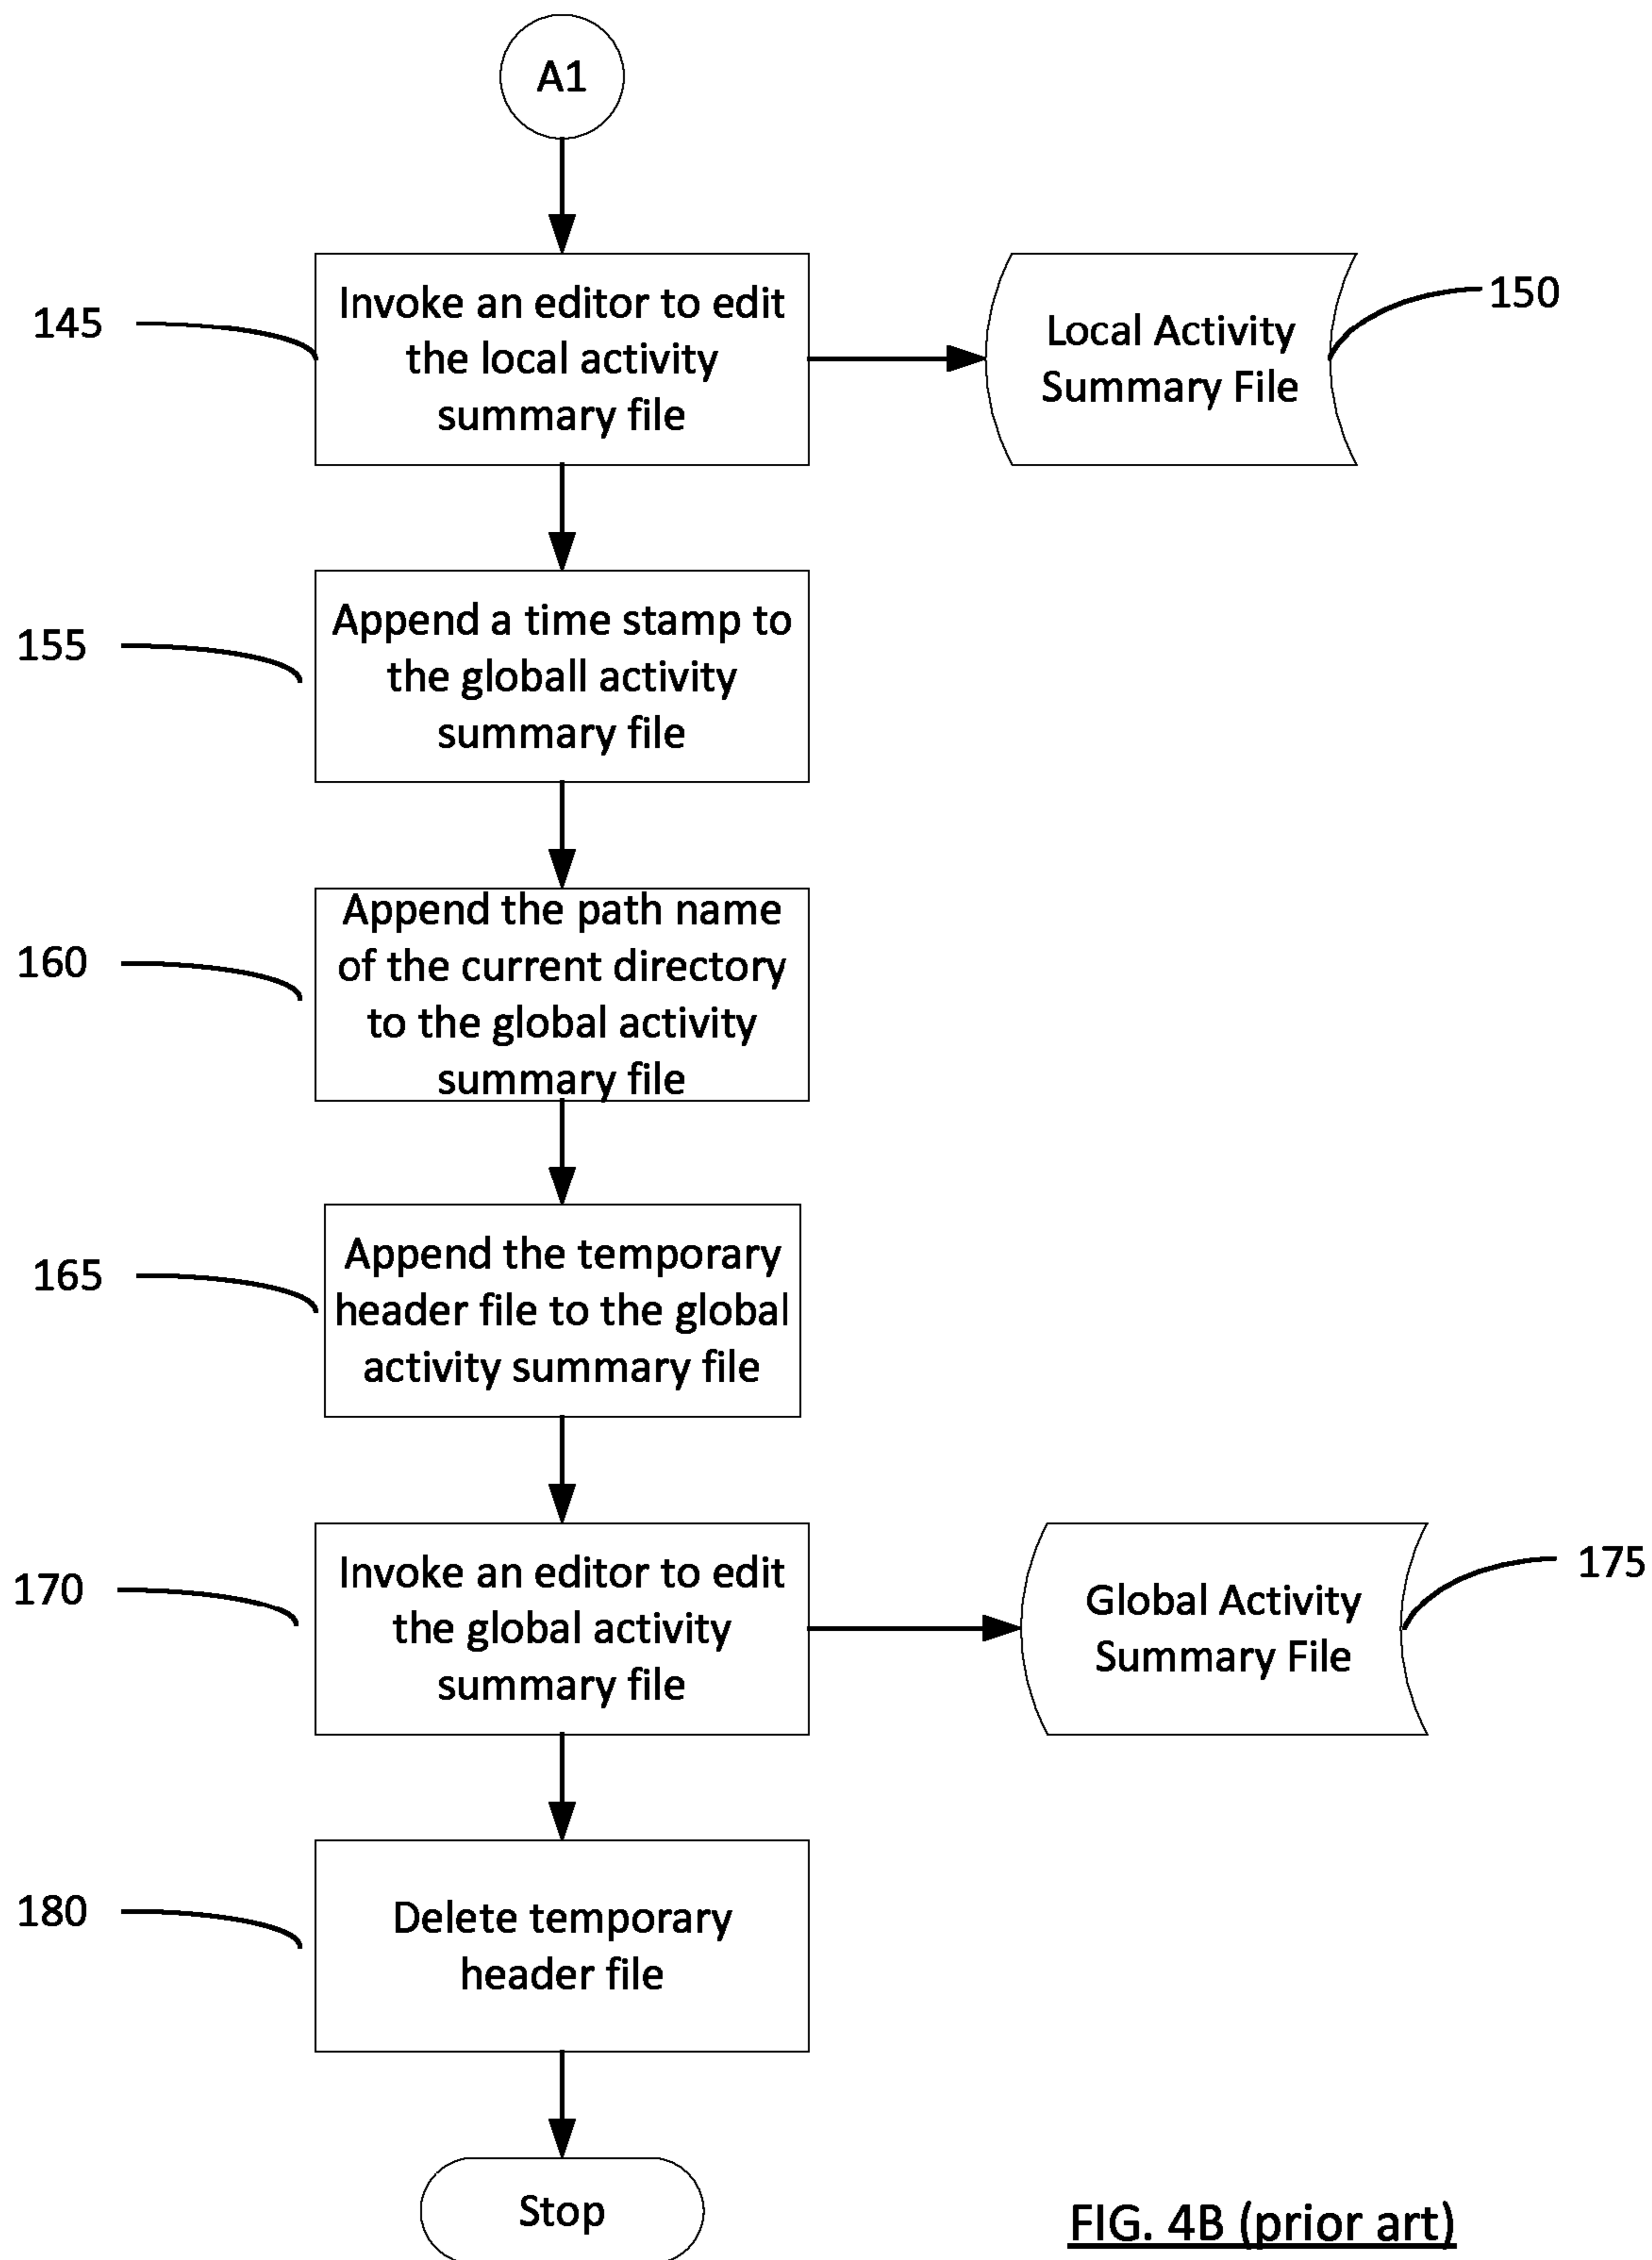 A1
145
Invoke an editor to edit
the local activity
summary file
Local Activity
Summary File
150
155
Append a time stamp to
the globall activity
summary file
160
Append the path name
of the current directory
to the global activity
summary file
165
Append the temporary
header file to the global
activity summary file
170
Invoke an editor to edit
the global activity
summary file
Global Activity
Summary File
175
180
Delete temporary
header file
Stop
FIG. 4B (prior art)